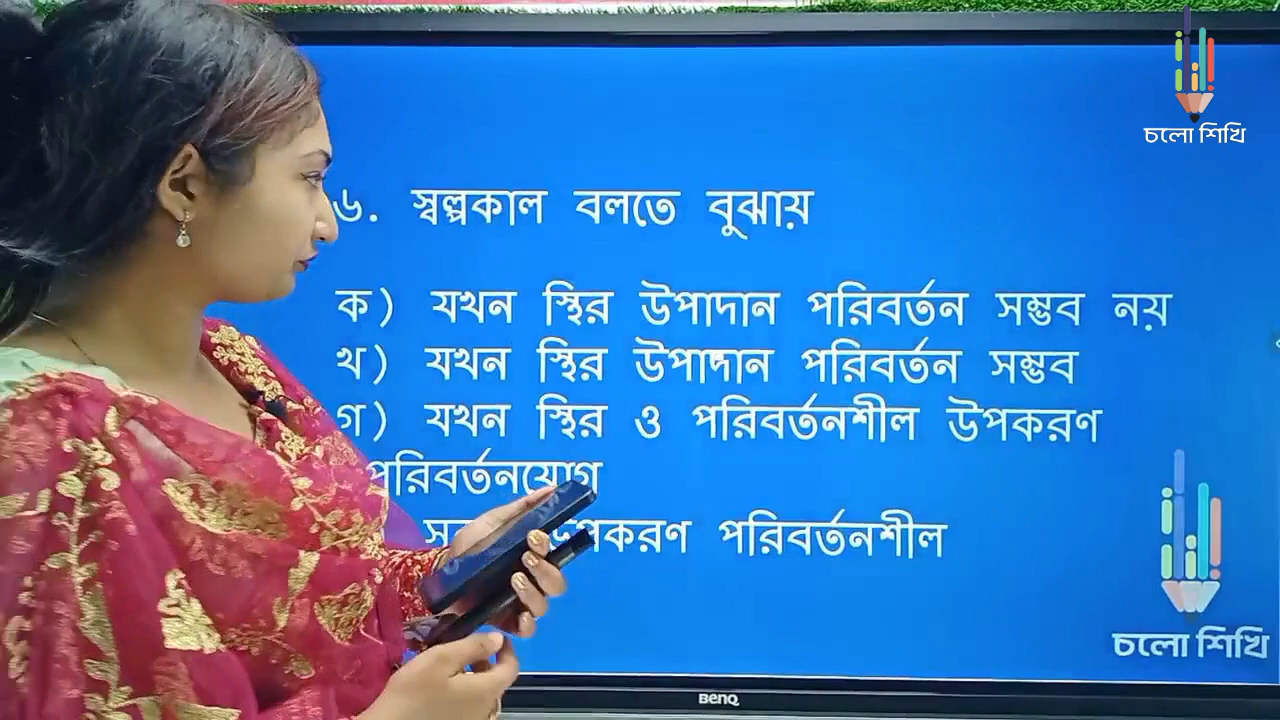 চলো শিখি
৬. স্বল্পকাল বলতে বুঝায়
ক) যখন স্থির উপাদান পরিবর্তন সম্ভব নয়
খ) যখন স্থির উপাদান পরিবর্তন সম্ভব
গ) যখন স্থির ও পরিবর্তনশীল উপকরণ
পরিবর্তনযোগ
উপকরণ পরিবর্তনশীল
চলো শিখি
BENQ